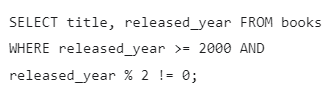 SELECT title, released_year FROM books
WHERE released_year >= 2000 AND
released_year % 2 != 0;